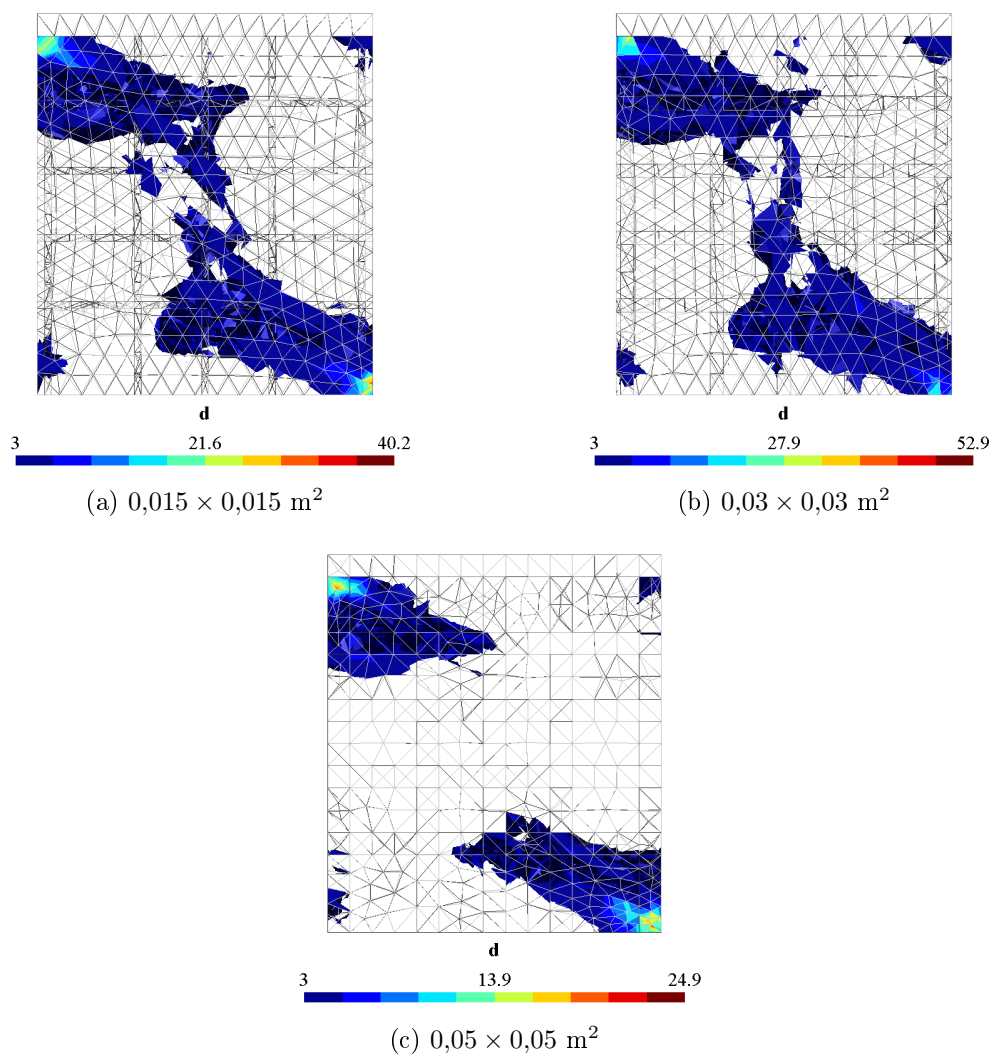 d
3 21.6 40.2
(a) 0,015 × 0,015 m²
d
3 27.9 52.9
(b) 0,03 × 0,03 m²
d
3 13.9 24.9
(c) 0,05 × 0,05 m²